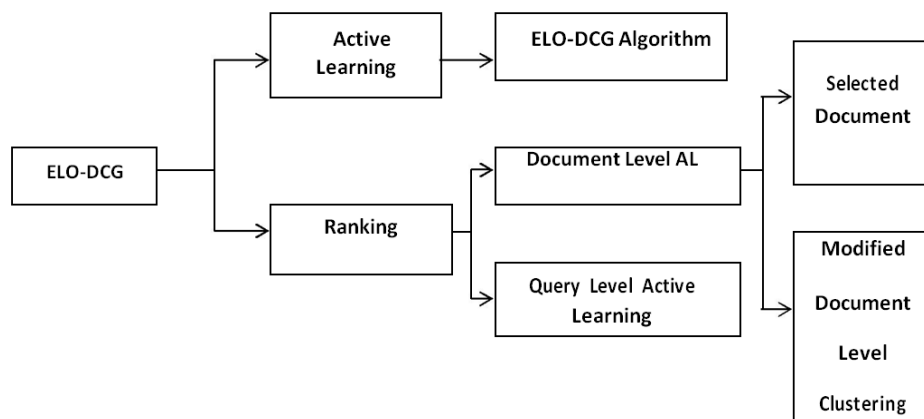 ELO-DCG
Active
Learning
ELO-DCG Algorithm
Ranking
Document Level AL
Query Level Active
Learning
Selected
Document
Modified
Document
Level
Clustering